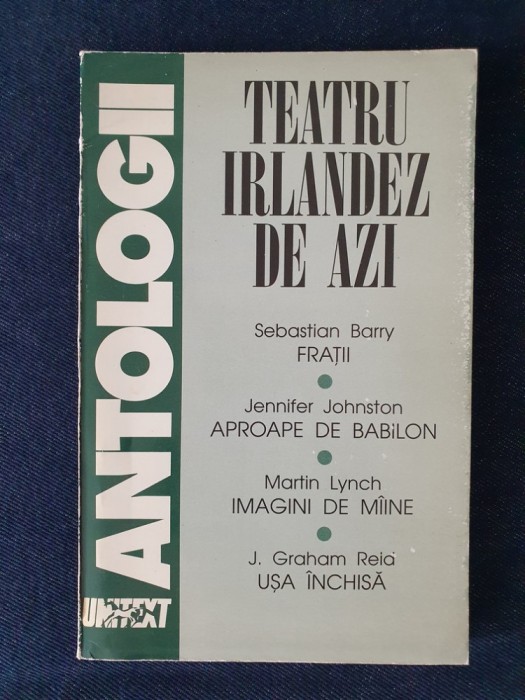 ANTOLOGII
UNITEXT
TEATRU
IRLANDEZ
DE AZI
Sebastian Barry
FRAȚII
Jennifer Johnston
APROAPE DE BABiLON
Martin Lynch
IMAGINI DE MÎINE
J. Graham Reid
UȘA ÎNCHISĂ